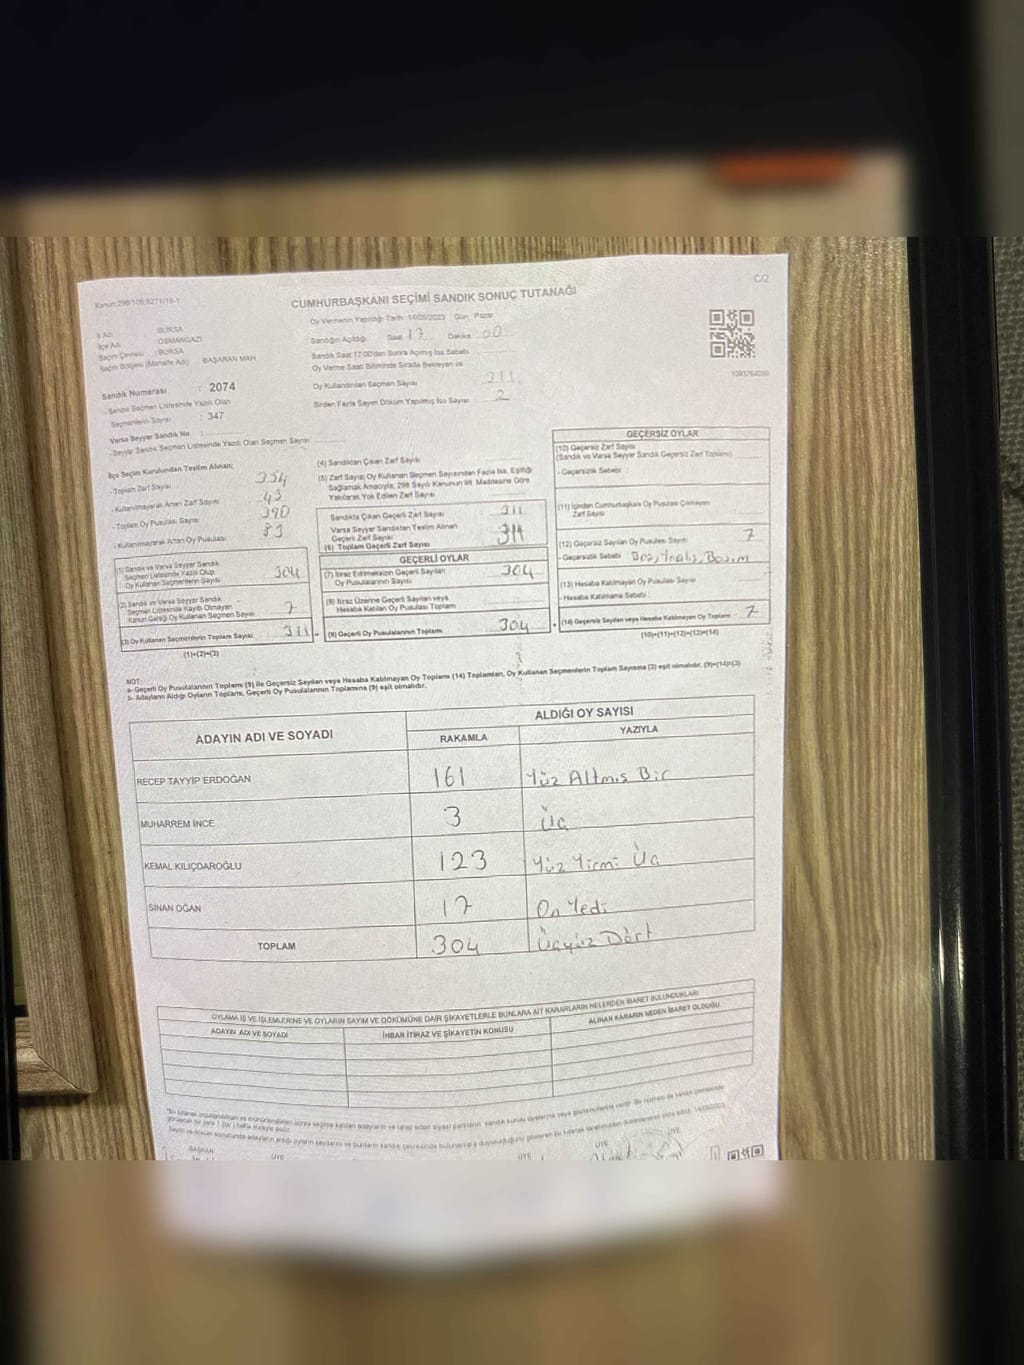 Kanun:298/105,6271/19-1
C/2
CUMHURBAŞKANI SEÇİMİ SANDIK SONUÇ TUTANAĞI
İl Adı : BURSA
İlçe Adı : OSMANGAZİ
Seçim Çevresi : BURSA
Seçim Bölgesi (Mahalle Adı) : BAŞARAN MAH.
Sandık Numarası : 2074
- Sandık Seçmen Listesinde Yazılı Olan
Seçmenlerin Sayısı : 347
Varsa Seyyar Sandık No :
- Seyyar Sandık Seçmen Listesinde Yazılı Olan Seçmen Sayısı
Oy Vermenin Yapıldığı Tarih: 14/05/2023 Gün: Pazar
Sandığın Açıldığı Saat 17 Dakika 00
Sandık Saat 17:00'den Sonra Açılmış İse Sebebi
Oy Verme Saati Bitiminde Sırada Bekleyen ve
Oy Kullandırılan Seçmen Sayısı 311
Birden Fazla Sayım Döküm Yapılmış İse Sayısı 2
İlçe Seçim Kurulundan Teslim Alınan;
-Toplam Zarf Sayısı 354
-Kullanılmayarak Artan Zarf Sayısı 43
-Toplam Oy Pusulası Sayısı 390
-Kullanılmayarak Artan Oy Pusulası
(1) Sandık ve Varsa Seyyar Sandık
Seçmen Listesinde Yazılı Olup
Oy Kullanan Seçmenlerin Sayısı 304
(2) Sandık ve Varsa Seyyar Sandık
Seçmen Listesinde Kayıtlı Olmayan
Kanun Gereği Oy Kullanan Seçmen Sayısı 7
(3) Oy Kullanan Seçmenlerin Toplam Sayısı 311
(1)+(2)=(3)
(4) Sandıktan Çıkan Zarf Sayısı
(5) Zarf Sayısı Oy Kullanan Seçmen Sayısından Fazla İse, Eşitliği
Sağlamak Amacıyla, 298 Sayılı Kanunun 98. Maddesine Göre
Yakılarak Yok Edilen Zarf Sayısı
Sandıkta Çıkan Geçerli Zarf Sayısı 311
Varsa Seyyar Sandıktan Teslim Alınan
Geçerli Zarf Sayısı
(6) Toplam Geçerli Zarf Sayısı 311
GEÇERLİ OYLAR
(7) İtiraz Edilmeksizin Geçerli Sayılan
Oy Pusulalarının Sayısı 304
(8) İtiraz Üzerine Geçerli Sayılan veya
Hesaba Katılan Oy Pusulası Toplamı
(9) Geçerli Oy Pusulalarının Toplamı 304
GEÇERSİZ OYLAR
(10) Geçersiz Zarf Sayısı
(Sandık ve Varsa Seyyar Sandık Geçersiz Zarf Toplamı)
- Geçersizlik Sebebi :
(11) İçinden Cumhurbaşkanı Oy Pusulası Çıkmayan
Zarf Sayısı
(12) Geçersiz Sayılan Oy Pusulası Sayısı 7
- Geçersizlik Sebebi
(13) Hesaba Katılmayan Oy Pusulası Sayısı
- Hesaba Katılmama Sebebi :
(14) Geçersiz Sayılan veya Hesaba Katılmayan Oy Toplamı 7
(10)+(11)+(12)+(13)=(14)
NOT:
a- Geçerli Oy Pusulalarının Toplamı (9) ile Geçersiz Sayılan veya Hesaba Katılmayan Oy Toplamı (14) Toplamları, Oy Kullanan Seçmenlerin Toplam Sayısına (3) eşit olmalıdır. (9)+(14)=(3)
b- Adayların Aldığı Oyların Toplamı, Geçerli Oy Pusulalarının Toplamına (9) eşit olmalıdır.
ADAYIN ADI VE SOYADI
ALDIĞI OY SAYISI
RAKAMLA YAZIYLA
RECEP TAYYİP ERDOĞAN 161 Yüz Altmış Bir
MUHARREM İNCE 3 Üç
KEMAL KILIÇDAROĞLU 123 Yüz Yirmi Üç
SİNAN OĞAN 17 On Yedi
TOPLAM 304 Üçyüz Dört
OYLAMA İŞ VE İŞLEMLERİNE VE OYLARIN SAYIM VE DÖKÜMÜNE DAİR ŞİKAYETLERLE BUNLARA AİT KARARLARIN NELERDEN İBARET BULUNDUKLARI
ADAYIN ADI VE SOYADI
İHBAR İTİRAZ VE ŞİKAYETİN KONUSU
ALINAN KARARIN NEDEN İBARET OLDUĞU
BAŞKAN
ÜYE
ÜYE
ÜYE
ÜYE